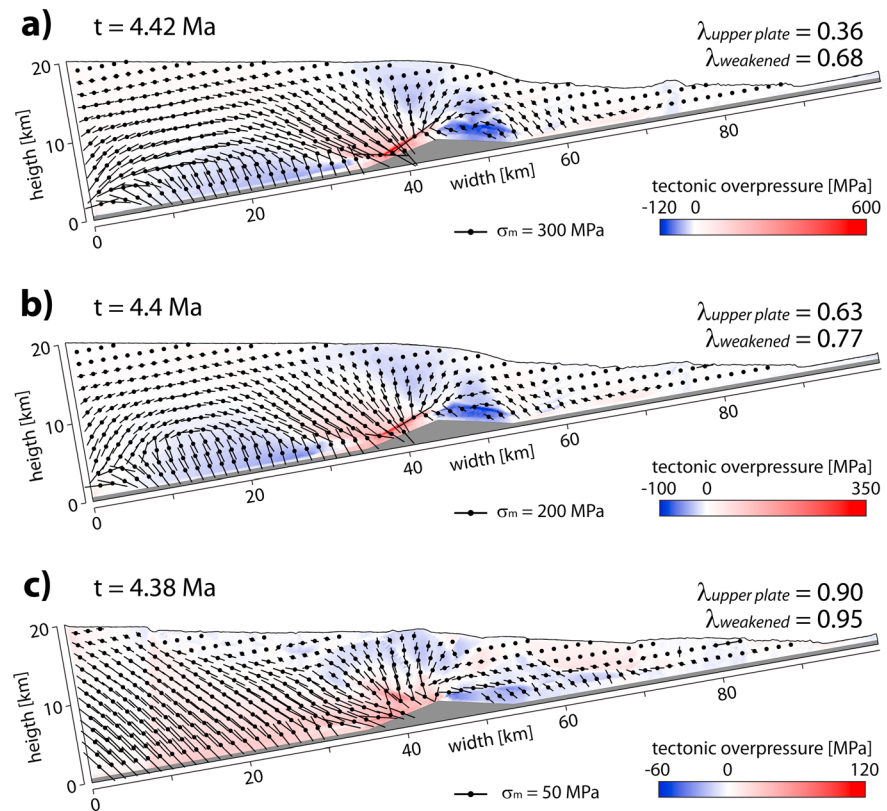 a) t = 4.42 Ma
λupper plate = 0.36
λweakened = 0.68
20
10
0
heigth [km]
0 20 40 60 80
width [km]
σm = 300 MPa
tectonic overpressure [MPa]
-120 0 600
b) t = 4.4 Ma
λupper plate = 0.63
λweakened = 0.77
20
10
0
heigth [km]
0 20 40 60 80
width [km]
σm = 200 MPa
tectonic overpressure [MPa]
-100 0 350
c) t = 4.38 Ma
λupper plate = 0.90
λweakened = 0.95
20
10
0
heigth [km]
0 20 40 60 80
width [km]
σm = 50 MPa
tectonic overpressure [MPa]
-60 0 120